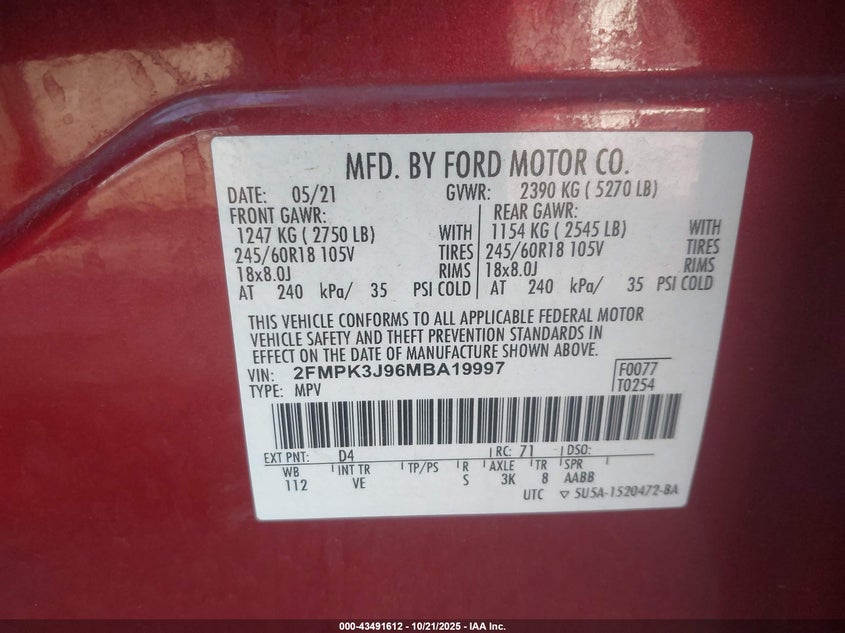 MFD. BY FORD MOTOR CO.
DATE: 05/21 GVWR: 2390 KG ( 5270 LB)
FRONT GAWR: REAR GAWR:
1247 KG ( 2750 LB) WITH 1154 KG ( 2545 LB) WITH
245/60R18 105V TIRES 245/60R18 105V TIRES
18x8.0J RIMS 18x8.0J RIMS
AT 240 kPa/ 35 PSI COLD AT 240 kPa/ 35 PSI COLD
THIS VEHICLE CONFORMS TO ALL APPLICABLE FEDERAL MOTOR
VEHICLE SAFETY AND THEFT PREVENTION STANDARDS IN
EFFECT ON THE DATE OF MANUFACTURE SHOWN ABOVE.
VIN: 2FMPK3J96MBA19997 F0077
TYPE: MPV T0254
EXT PNT: D4 RC: 71 DSO:
WB INT TR TP/PS R AXLE TR SPR
112 VE S 3K 8 AABB
UTC ▽ 5U5A-1520472-BA
000-43491612 - 10/21/2025 - IAA Inc.